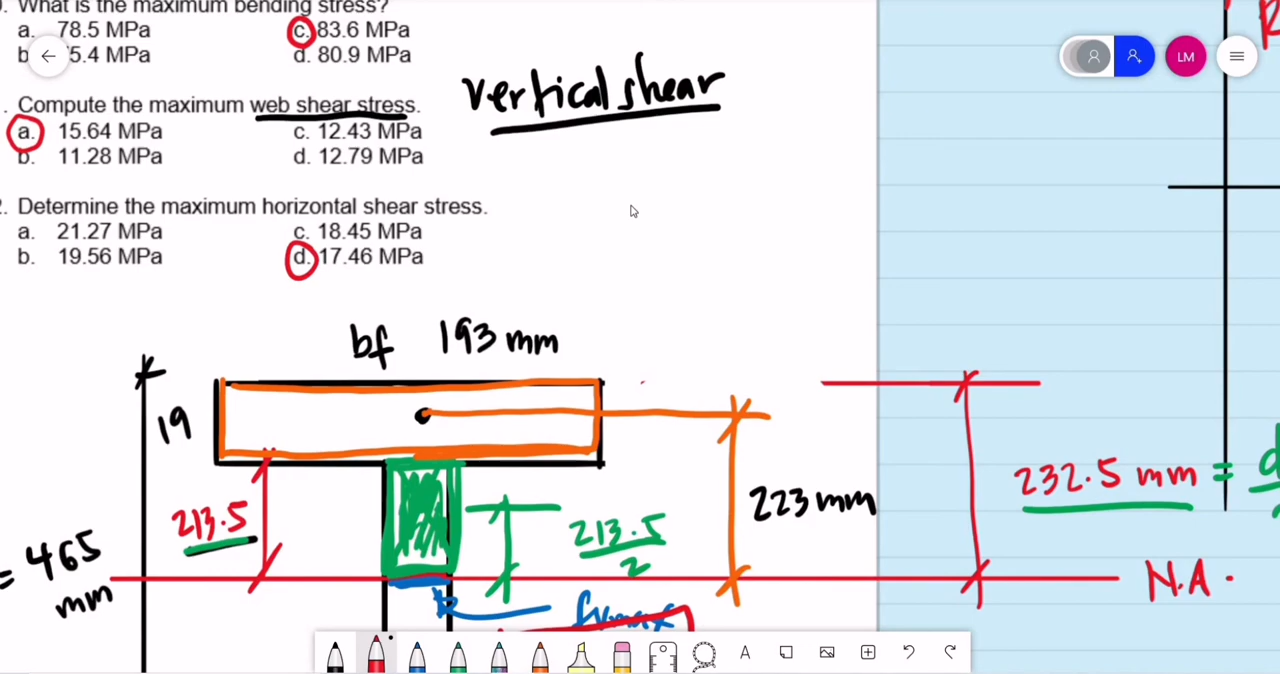 . What is the maximum bending stress?
a. 78.5 MPa c. 83.6 MPa
b 5.4 MPa d. 80.9 MPa
. Compute the maximum web shear stress.
a. 15.64 MPa c. 12.43 MPa
b. 11.28 MPa d. 12.79 MPa
vertical shear
LM
. Determine the maximum horizontal shear stress.
a. 21.27 MPa c. 18.45 MPa
b. 19.56 MPa d. 17.46 MPa
bf 193 mm
19
213.5
= 465
mm
213.5
2
223 mm
232.5 mm = d
N.A.
fvmax
A